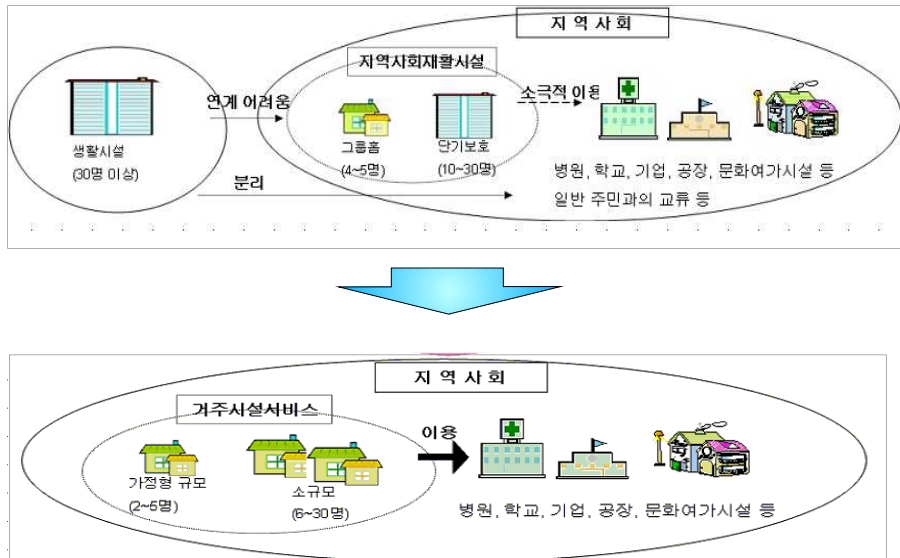 지 역 사 회
지역사회재활시설
연계 어려움
소극적 이용
생활시설
(30명 이상)
그룹홈
(4~5명)
단기보호
(10~30명)
분리
병원, 학교, 기업, 공장, 문화여가시설 등
일반 주민과의 교류 등
지 역 사 회
거주시설서비스
이용
가정형 규모
(2~5명)
소규모
(6~30명)
병원, 학교, 기업, 공장, 문화여가시설 등